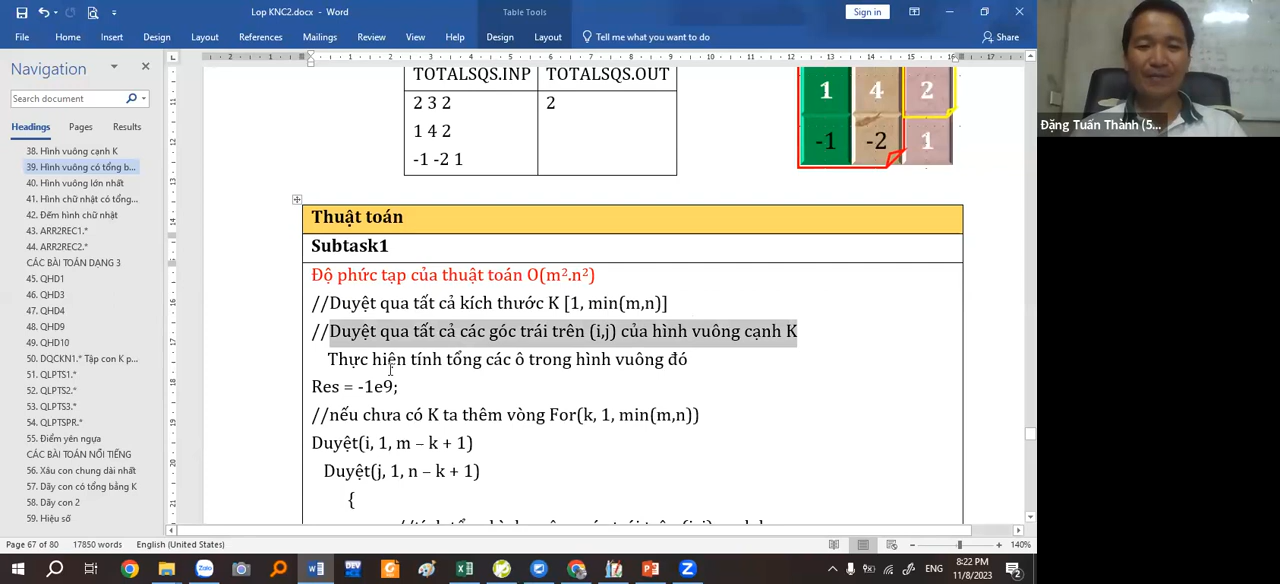 Lop KNC2.docx - Word
Table Tools
Sign in
File Home Insert Design Layout References Mailings Review View Help Design Layout Tell me what you want to do Share
Navigation
Search document
Headings Pages Results
38. Hình vuông cạnh K
39. Hình vuông có tổng b...
40. Hình vuông lớn nhất
41. Hình chữ nhật có tổng...
42. Đếm hình chữ nhật
43. ARR2REC1.*
44. ARR2REC2.*
CÁC BÀI TOÁN DẠNG 3
45. QHD1
46. QHD3
47. QHD4
48. QHD9
49. QHD10
50. DQCKN1.* Tập con K p...
51. QLPTS1.*
52. QLPTS2.*
53. QLPTS3.*
54. QLPTSPR.*
55. Điểm yên ngựa
CÁC BÀI TOÁN NỔI TIẾNG
56. Xâu con chung dài nhất
57. Dãy con có tổng bằng K
58. Dãy con 2
59. Hiệu số
TOTALSQS.INP TOTALSQS.OUT
2 3 2 2
1 4 2
-1 -2 1
1 4 2
-1 -2 1
Thuật toán
Subtask1
Độ phức tạp của thuật toán O(m².n²)
//Duyệt qua tất cả kích thước K [1, min(m,n)]
//Duyệt qua tất cả các góc trái trên (i,j) của hình vuông cạnh K
Thực hiện tính tổng các ô trong hình vuông đó
Res = -1e9;
//nếu chưa có K ta thêm vòng For(k, 1, min(m,n))
Duyệt(i, 1, m – k + 1)
Duyệt(j, 1, n – k + 1)
{
Đặng Tuấn Thành (5...
Page 67 of 80 17850 words English (United States) 140%
ENG
8:22 PM
11/8/2023